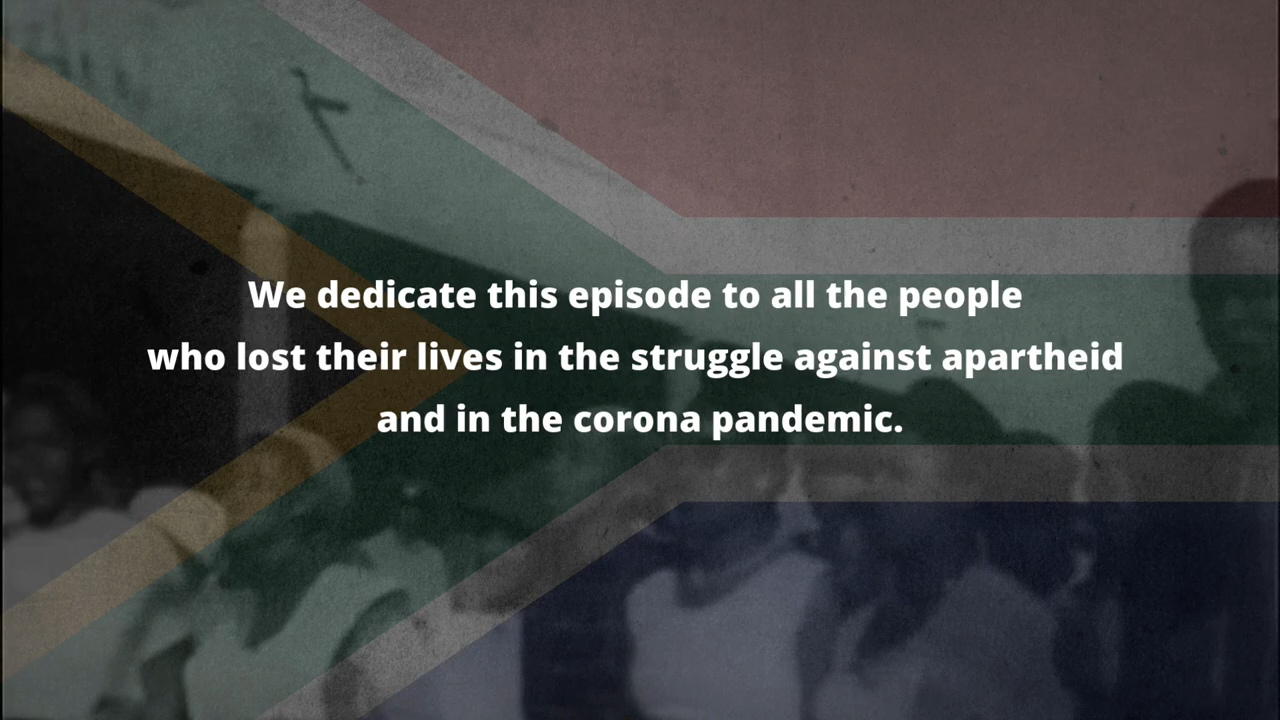 We dedicate this episode to all the people
who lost their lives in the struggle against apartheid
and in the corona pandemic.